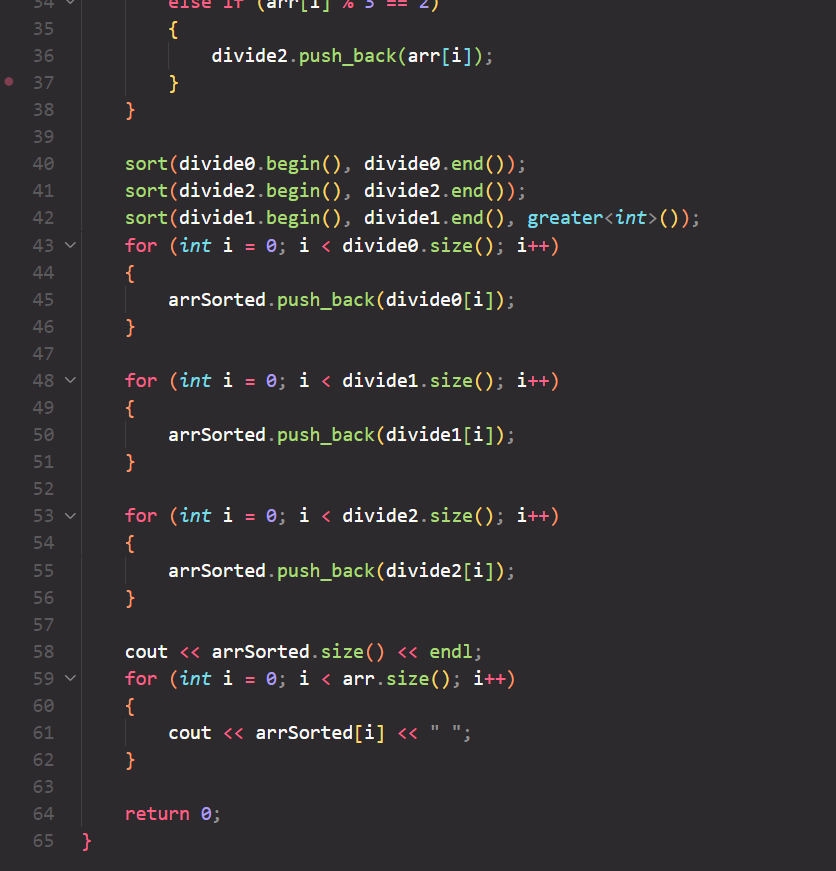 34 else if (arr[i] % 3 == 2)
35 {
36 divide2.push_back(arr[i]);
37 }
38 }
39
40 sort(divide0.begin(), divide0.end());
41 sort(divide2.begin(), divide2.end());
42 sort(divide1.begin(), divide1.end(), greater<int>());
43 for (int i = 0; i < divide0.size(); i++)
44 {
45 arrSorted.push_back(divide0[i]);
46 }
47
48 for (int i = 0; i < divide1.size(); i++)
49 {
50 arrSorted.push_back(divide1[i]);
51 }
52
53 for (int i = 0; i < divide2.size(); i++)
54 {
55 arrSorted.push_back(divide2[i]);
56 }
57
58 cout << arrSorted.size() << endl;
59 for (int i = 0; i < arr.size(); i++)
60 {
61 cout << arrSorted[i] << " ";
62 }
63
64 return 0;
65 }